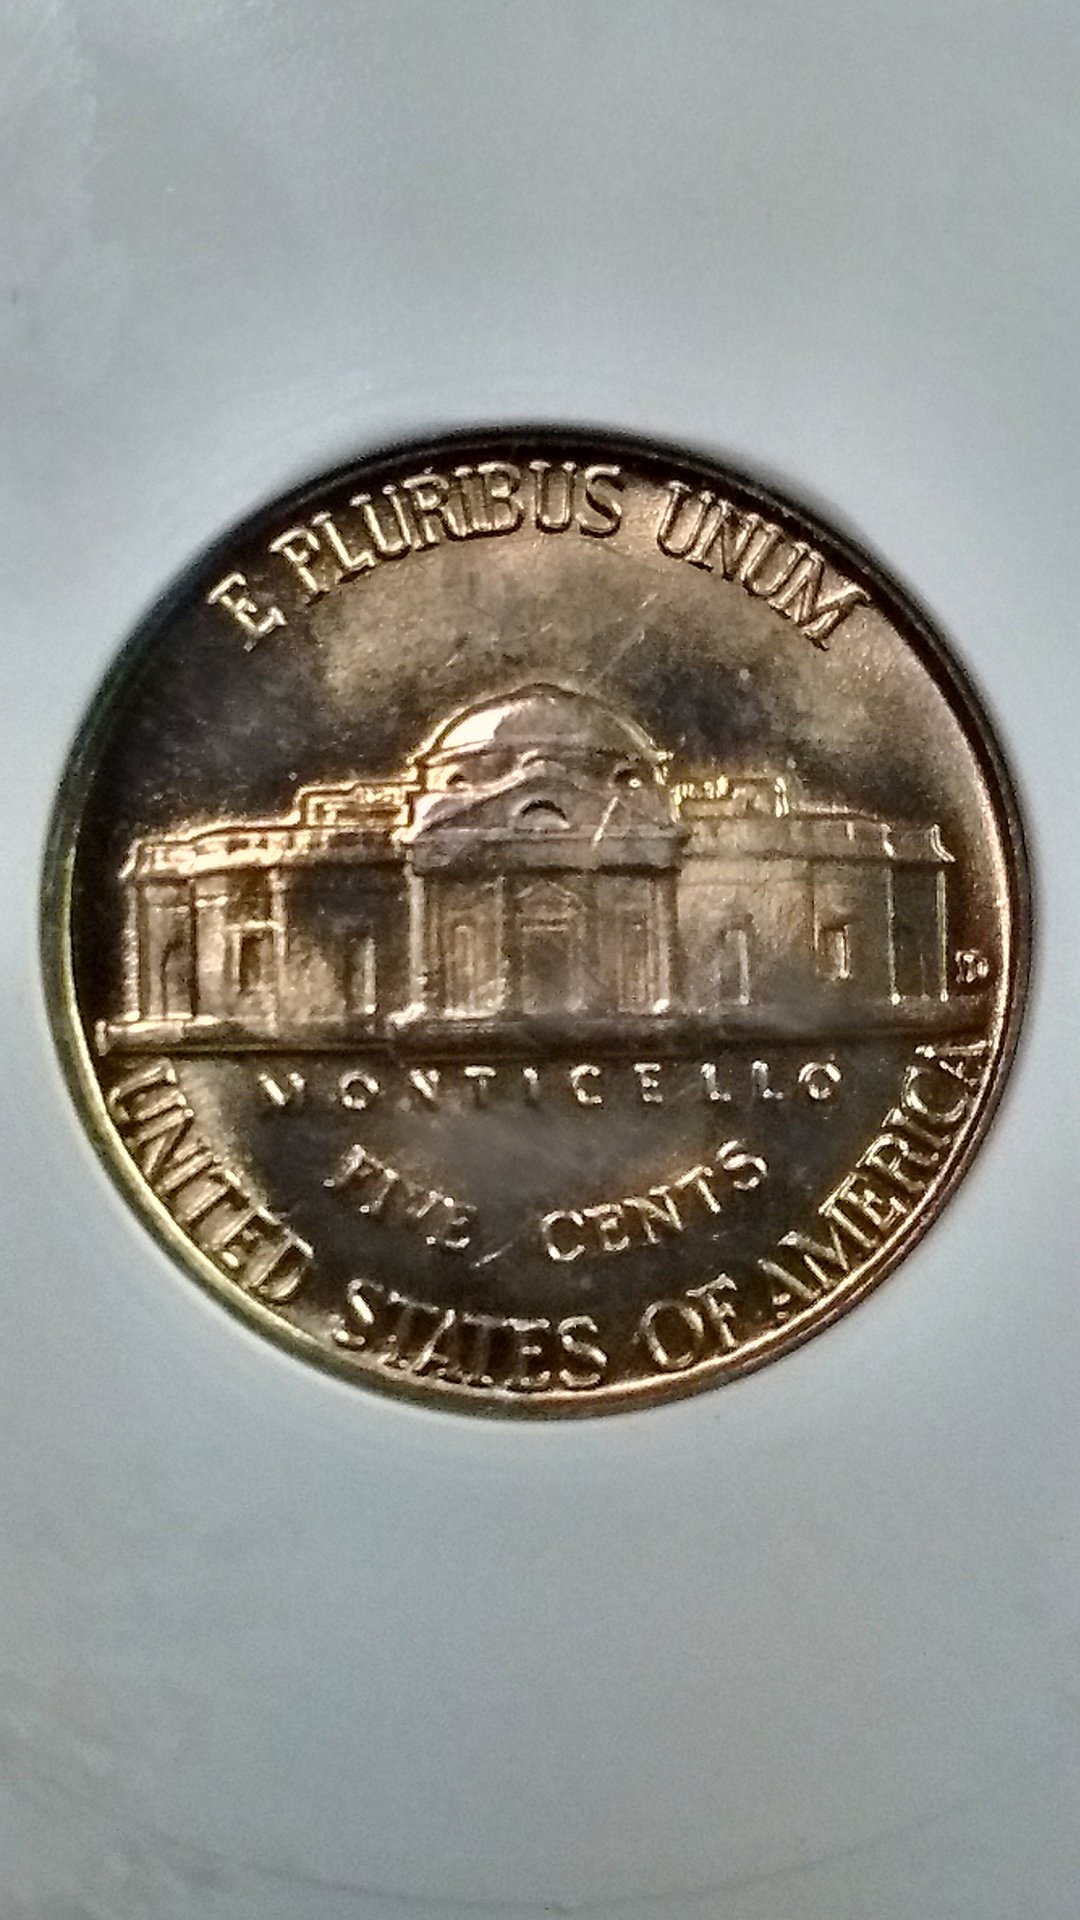 E PLURIBUS UNUM
D
MONTICELLO
FIVE CENTS
UNITED STATES OF AMERICA